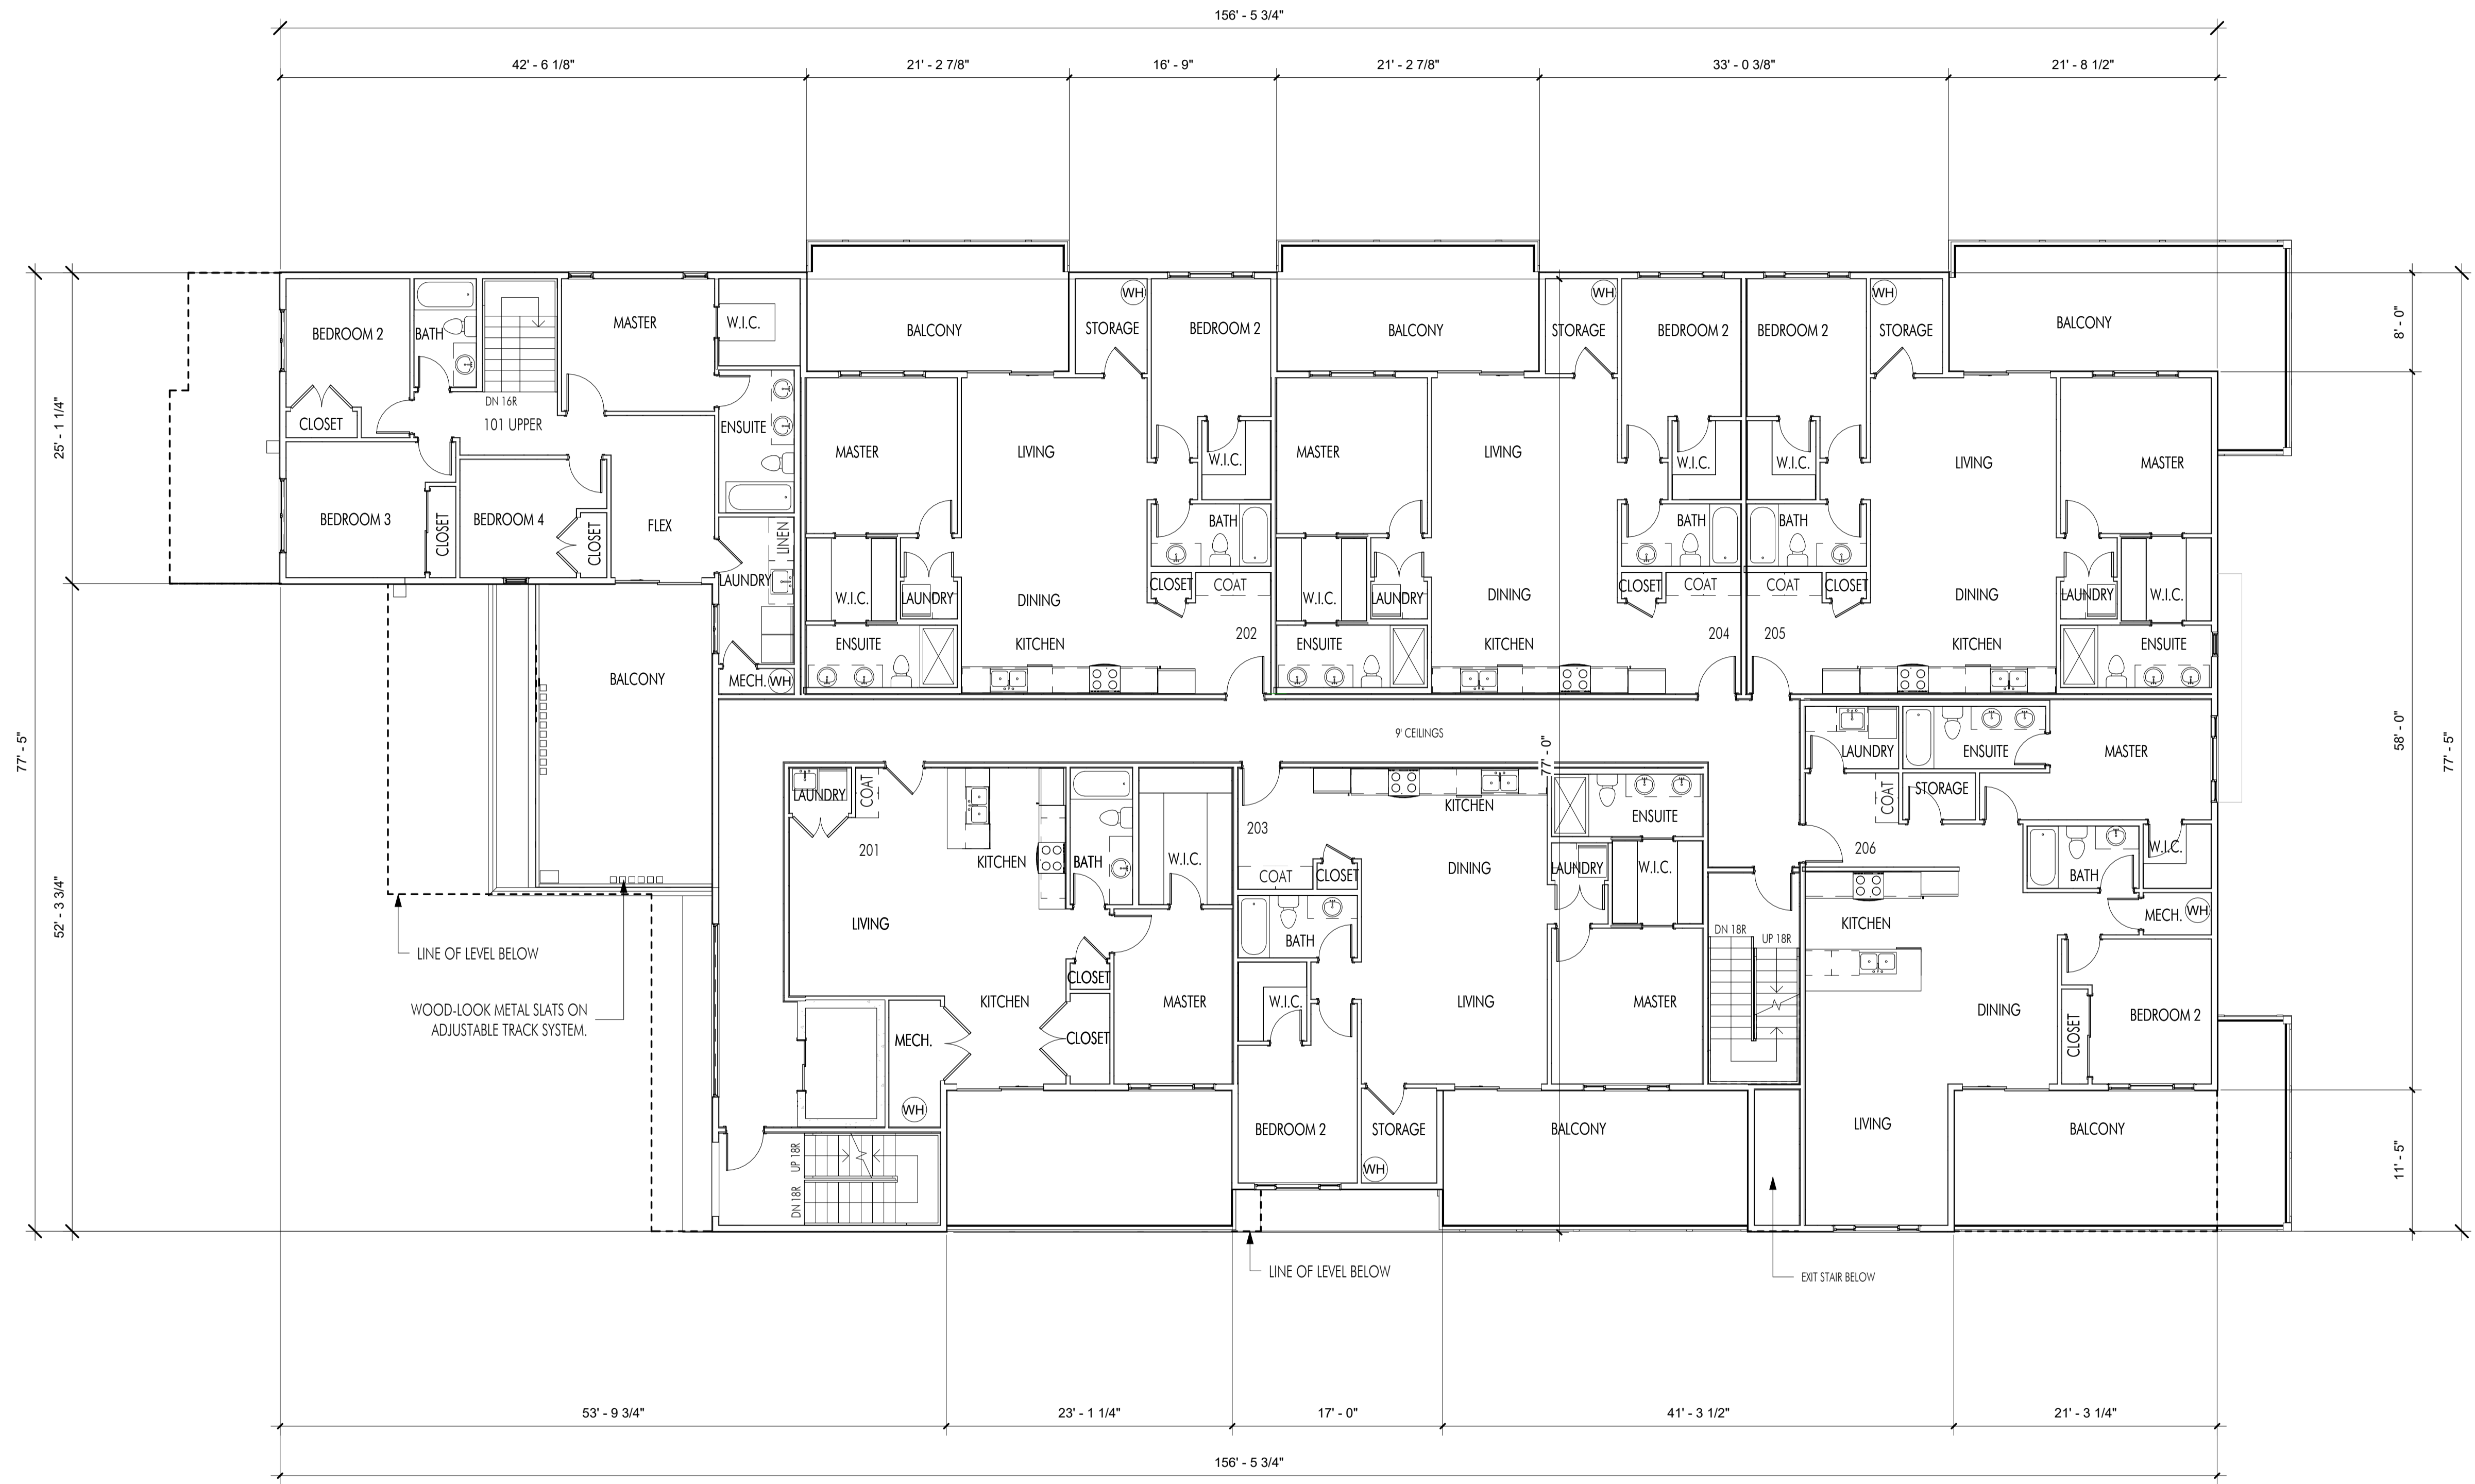 156' - 5 3/4"
42' - 6 1/8"
21' - 2 7/8"
16' - 9"
21' - 2 7/8"
33' - 0 3/8"
21' - 8 1/2"
77' - 5"
25' - 1 1/4"
52' - 3 3/4"
8' - 0"
58' - 0"
11' - 5"
77' - 5"
77' - 0"
BEDROOM 2
BATH
CLOSET
DN 16R
101 UPPER
MASTER
W.I.C.
ENSUITE
BEDROOM 3
CLOSET
BEDROOM 4
CLOSET
FLEX
LINEN
LAUNDRY
MECH.
WH
BALCONY
BALCONY
STORAGE
WH
BEDROOM 2
MASTER
LIVING
W.I.C.
BATH
CLOSET
COAT
W.I.C.
LAUNDRY
DINING
ENSUITE
KITCHEN
202
BALCONY
STORAGE
WH
BEDROOM 2
MASTER
LIVING
W.I.C.
BATH
CLOSET
COAT
W.I.C.
LAUNDRY
DINING
ENSUITE
KITCHEN
204
BEDROOM 2
WH
STORAGE
BALCONY
W.I.C.
LIVING
MASTER
BATH
COAT
CLOSET
DINING
LAUNDRY
W.I.C.
205
KITCHEN
ENSUITE
9' CEILINGS
LAUNDRY
COAT
201
KITCHEN
BATH
W.I.C.
LIVING
CLOSET
KITCHEN
MASTER
MECH.
CLOSET
WH
UP 18R
DN 18R
203
KITCHEN
ENSUITE
COAT
CLOSET
DINING
LAUNDRY
W.I.C.
BATH
W.I.C.
LIVING
MASTER
BEDROOM 2
STORAGE
WH
BALCONY
DN 18R
UP 18R
LAUNDRY
ENSUITE
MASTER
COAT
STORAGE
206
BATH
W.I.C.
KITCHEN
MECH.
WH
DINING
CLOSET
BEDROOM 2
LIVING
BALCONY
LINE OF LEVEL BELOW
WOOD-LOOK METAL SLATS ON
ADJUSTABLE TRACK SYSTEM.
LINE OF LEVEL BELOW
EXIT STAIR BELOW
53' - 9 3/4"
23' - 1 1/4"
17' - 0"
41' - 3 1/2"
21' - 3 1/4"
156' - 5 3/4"